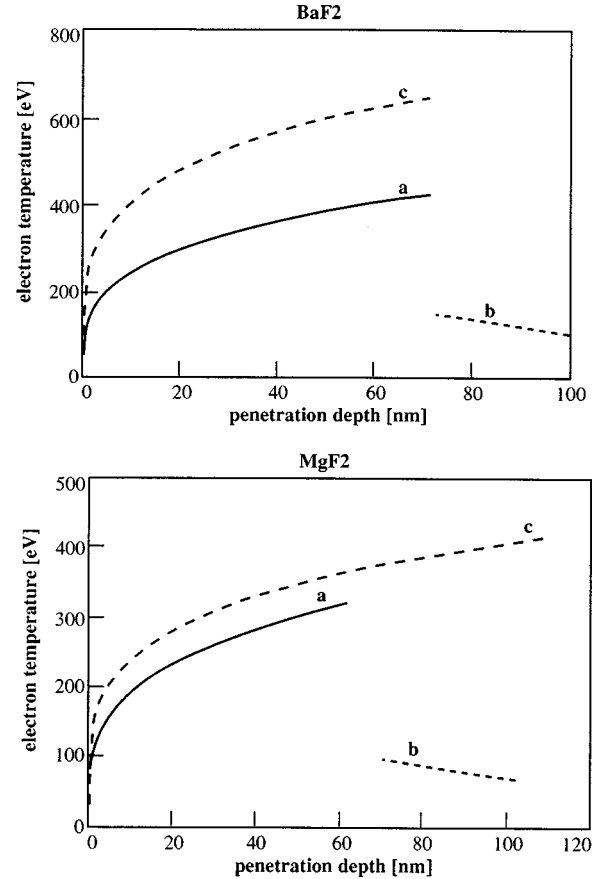 BaF2
800
600
400
200
0
electron temperature [eV]
c
a
b
0 20 40 60 80 100
penetration depth [nm]
MgF2
500
400
300
200
100
0
electron temperature [eV]
c
a
b
0 20 40 60 80 100 120
penetration depth [nm]